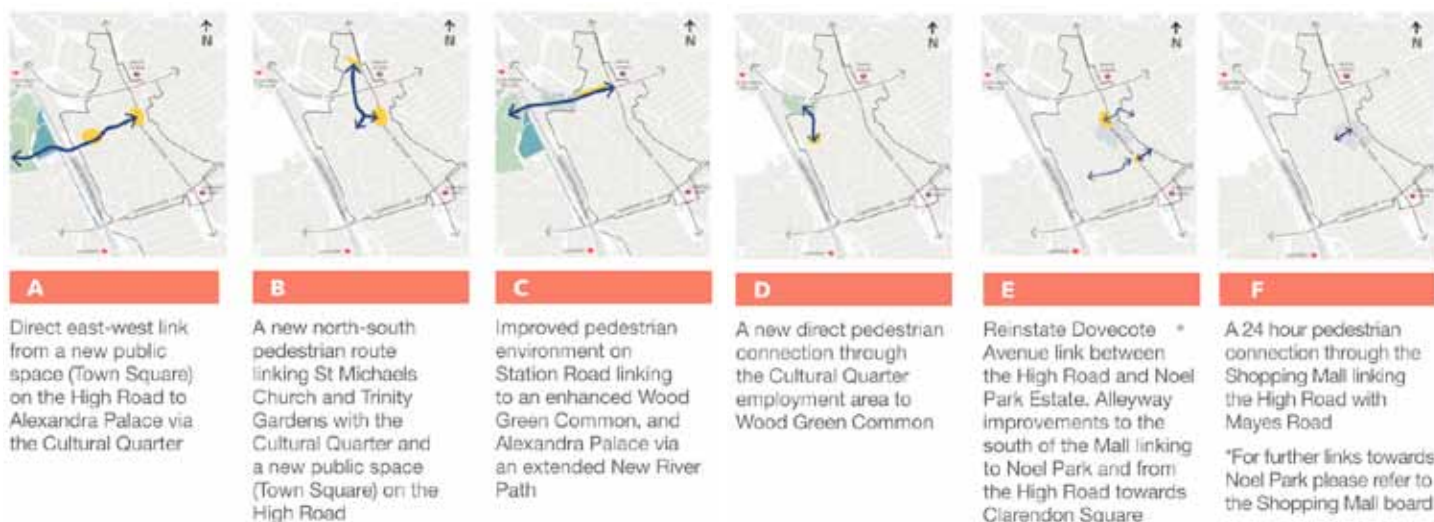 N
N
N
N
N
N
A
Direct east-west link
from a new public
space (Town Square)
on the High Road to
Alexandra Palace via
the Cultural Quarter
B
A new north-south
pedestrian route
linking St Michaels
Church and Trinity
Gardens with the
Cultural Quarter and
a new public space
(Town Square) on the
High Road
C
Improved pedestrian
environment on
Station Road linking
to an enhanced Wood
Green Common, and
Alexandra Palace via
an extended New River
Path
D
A new direct pedestrian
connection through
the Cultural Quarter
employment area to
Wood Green Common
E
Reinstate Dovecote *
Avenue link between
the High Road and Noel
Park Estate. Alleyway
improvements to the
south of the Mall linking
to Noel Park and from
the High Road towards
Clarendon Square
F
A 24 hour pedestrian
connection through the
Shopping Mall linking
the High Road with
Mayes Road
*For further links towards
Noel Park please refer to
the Shopping Mall board